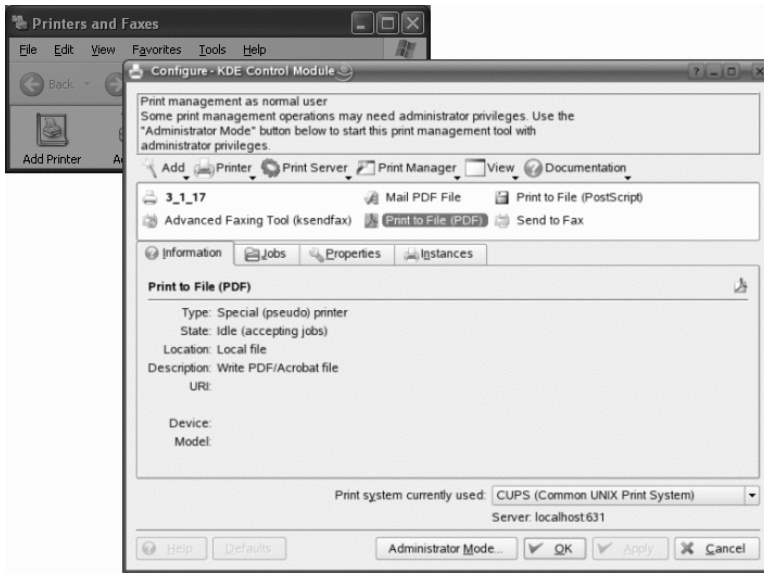 Printers and Faxes
File Edit View Favorites Tools Help
Back
Add Printer
Configure - KDE Control Module
Print management as normal user
Some print management operations may need administrator privileges. Use the
"Administrator Mode" button below to start this print management tool with
administrator privileges.
Add Printer Print Server Print Manager View Documentation
3_1_17 Mail PDF File Print to File (PostScript)
Advanced Faxing Tool (ksendfax) Print to File (PDF) Send to Fax
Information Jobs Properties Instances
Print to File (PDF)
Type: Special (pseudo) printer
State: Idle (accepting jobs)
Location: Local file
Description: Write PDF/Acrobat file
URI:
Device:
Model:
Print system currently used: CUPS (Common UNIX Print System)
Server: localhost:631
Help Defaults Administrator Mode... OK Apply Cancel